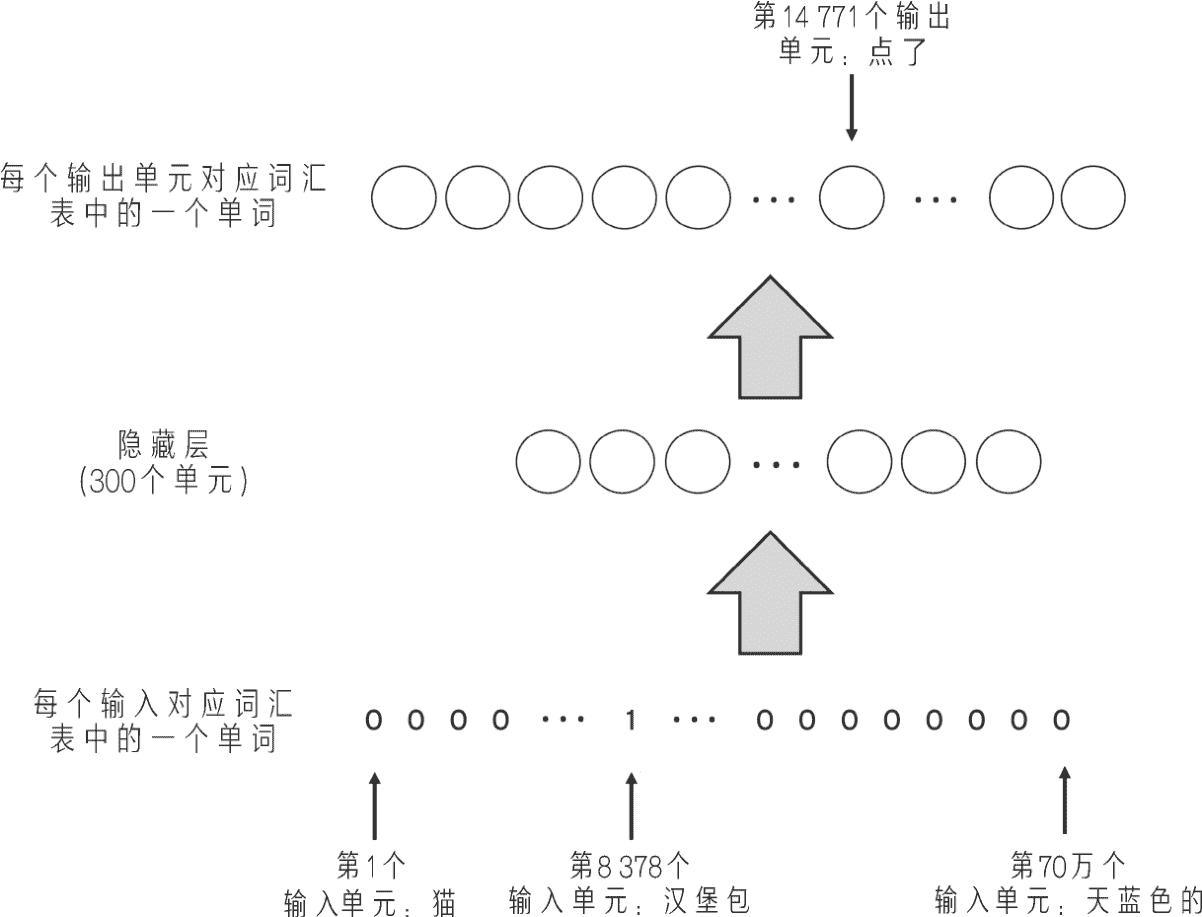 第14 771个输出
单元：点了
每个输出单元对应词汇
表中的一个单词
···
···
隐藏层
(300个单元)
···
每个输入对应词汇
表中的一个单词
0 0 0 0 ··· 1 ··· 0 0 0 0 0 0 0 0
第1个
输入单元：猫
第8 378个
输入单元：汉堡包
第70万个
输入单元：天蓝色的